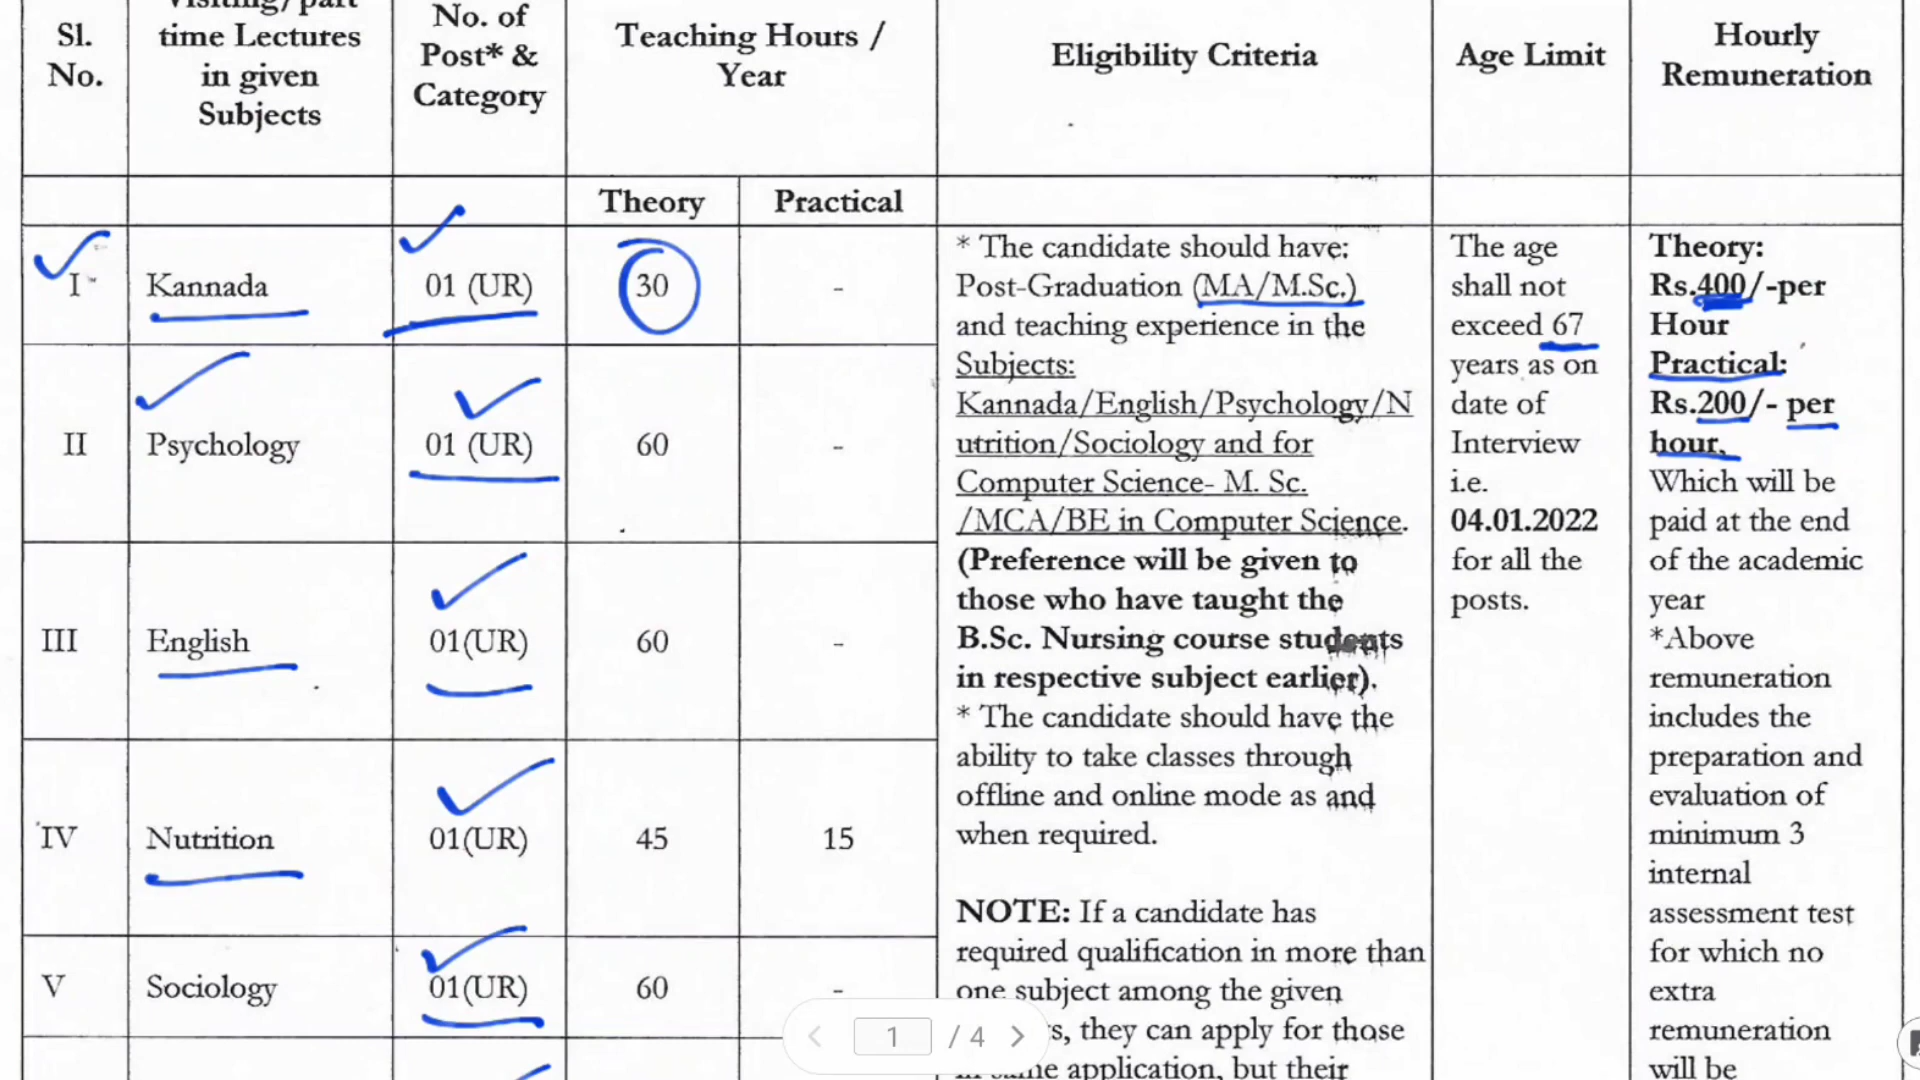 Sl.
No.
Visiting/part
time Lectures
in given
Subjects
No. of
Post* &
Category
Teaching Hours /
Year
Eligibility Criteria
Age Limit
Hourly
Remuneration
Theory
Practical
I
Kannada
01 (UR)
30
-
II
Psychology
01 (UR)
60
-
III
English
01(UR)
60
-
IV
Nutrition
01(UR)
45
15
V
Sociology
01(UR)
60
-
* The candidate should have:
Post-Graduation (MA/M.Sc.)
and teaching experience in the
Subjects:
Kannada/English/Psychology/N
utrition/Sociology and for
Computer Science- M. Sc.
/MCA/BE in Computer Science.
(Preference will be given to
those who have taught the
B.Sc. Nursing course students
in respective subject earlier).
* The candidate should have the
ability to take classes through
offline and online mode as and
when required.
NOTE: If a candidate has
required qualification in more than
one subject among the given
they can apply for those
application, but their
The age
shall not
exceed 67
years as on
date of
Interview
i.e.
04.01.2022
for all the
posts.
Theory:
Rs.400/-per
Hour
Practical:
Rs.200/- per
hour.
Which will be
paid at the end
of the academic
year
*Above
remuneration
includes the
preparation and
evaluation of
minimum 3
internal
assessment test
for which no
extra
remuneration
will be
1 / 4